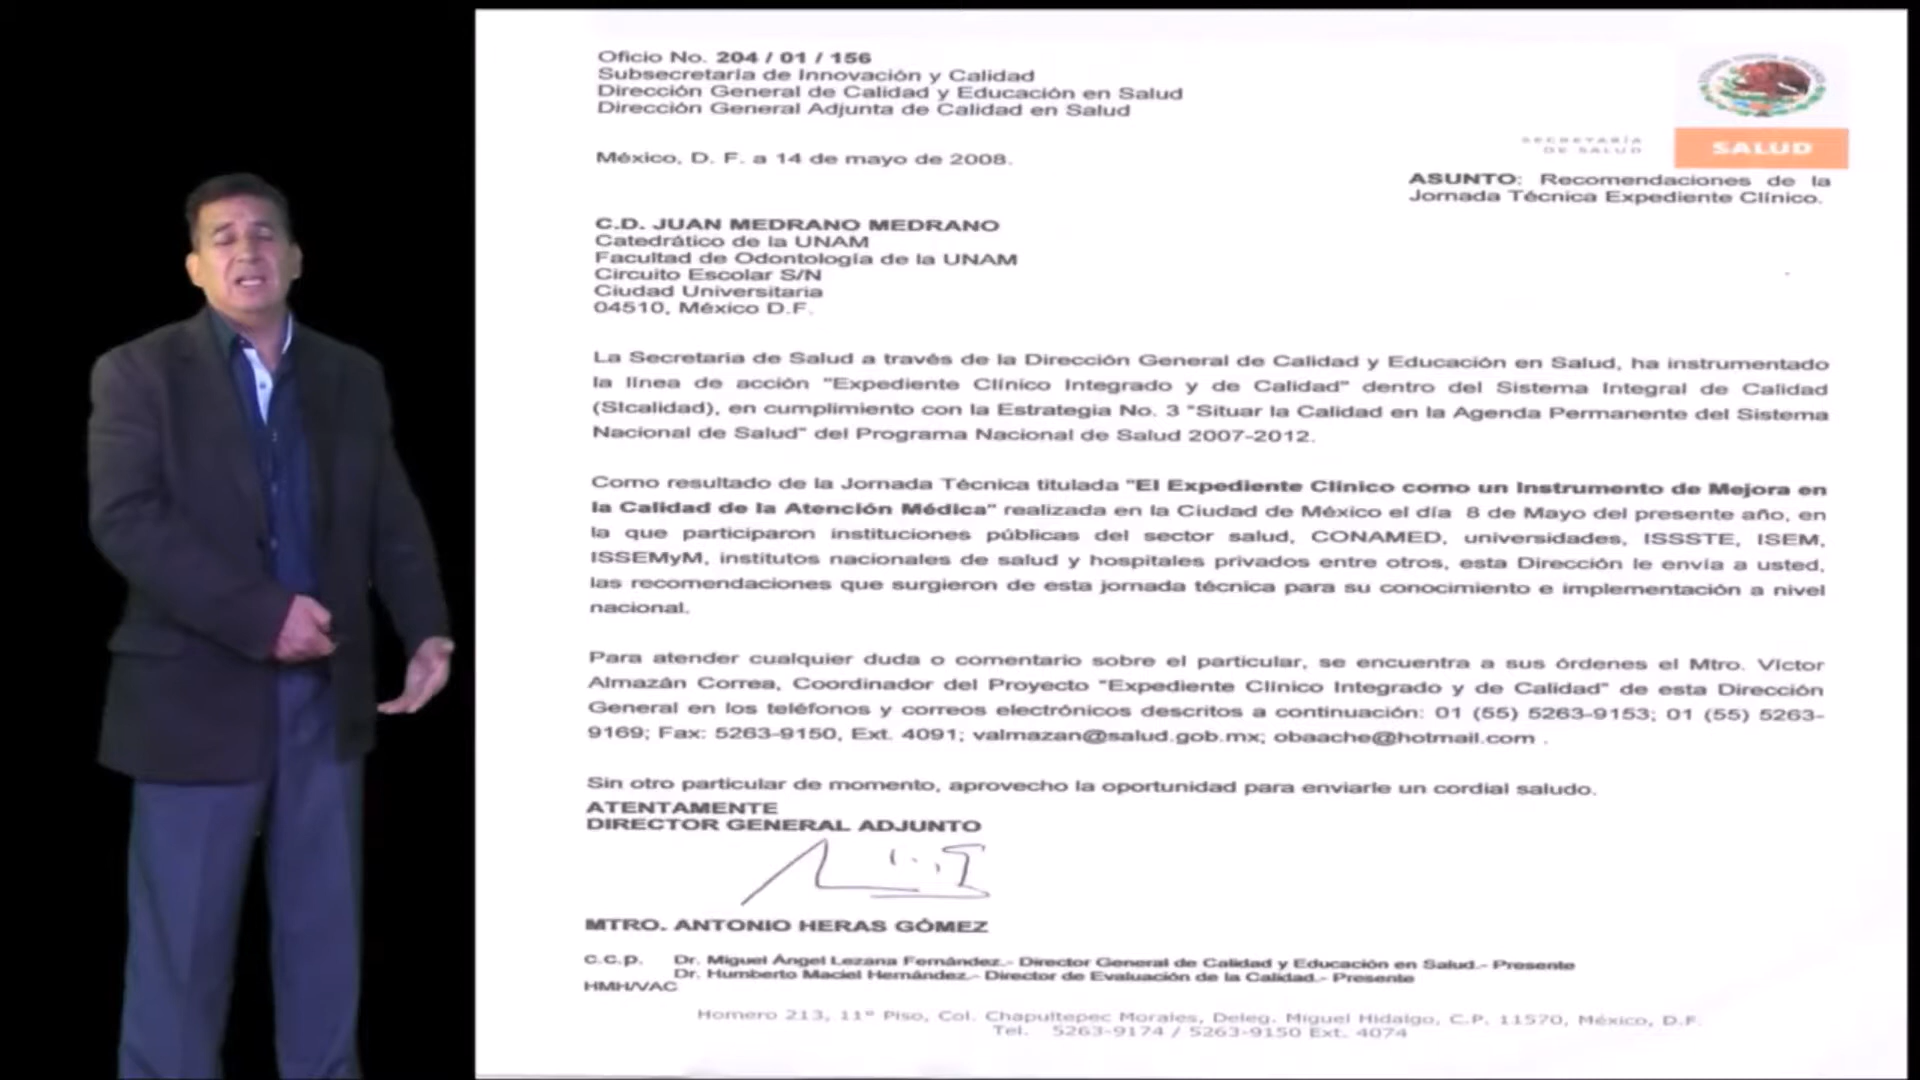 Oficio No. 204 / 01 / 156
Subsecretaría de Innovación y Calidad
Dirección General de Calidad y Educación en Salud
Dirección General Adjunta de Calidad en Salud
SECRETARÍA
DE SALUD
SALUD
México, D. F. a 14 de mayo de 2008.
ASUNTO: Recomendaciones de la
Jornada Técnica Expediente Clínico.
C.D. JUAN MEDRANO MEDRANO
Catedrático de la UNAM
Facultad de Odontología de la UNAM
Circuito Escolar S/N
Ciudad Universitaria
04510, México D.F.
La Secretaria de Salud a través de la Dirección General de Calidad y Educación en Salud, ha instrumentado
la línea de acción "Expediente Clínico Integrado y de Calidad" dentro del Sistema Integral de Calidad
(SIcalidad), en cumplimiento con la Estrategia No. 3 "Situar la Calidad en la Agenda Permanente del Sistema
Nacional de Salud" del Programa Nacional de Salud 2007-2012.
Como resultado de la Jornada Técnica titulada "El Expediente Clínico como un Instrumento de Mejora en
la Calidad de la Atención Médica" realizada en la Ciudad de México el día 8 de Mayo del presente año, en
la que participaron instituciones públicas del sector salud, CONAMED, universidades, ISSSTE, ISEM,
ISSEMyM, institutos nacionales de salud y hospitales privados entre otros, esta Dirección le envía a usted,
las recomendaciones que surgieron de esta jornada técnica para su conocimiento e implementación a nivel
nacional.
Para atender cualquier duda o comentario sobre el particular, se encuentra a sus órdenes el Mtro. Víctor
Almazán Correa, Coordinador del Proyecto "Expediente Clínico Integrado y de Calidad" de esta Dirección
General en los teléfonos y correos electrónicos descritos a continuación: 01 (55) 5263-9153; 01 (55) 5263-
9169; Fax: 5263-9150, Ext. 4091; valmazan@salud.gob.mx; obaache@hotmail.com .
Sin otro particular de momento, aprovecho la oportunidad para enviarle un cordial saludo.
ATENTAMENTE
DIRECTOR GENERAL ADJUNTO
MTRO. ANTONIO HERAS GÓMEZ
c.c.p. Dr. Miguel Ángel Lezana Fernández.- Director General de Calidad y Educación en Salud.- Presente
Dr. Humberto Maciel Hernández.- Director de Evaluación de la Calidad.- Presente
HMH/VAC
Homero 213, 11° Piso, Col. Chapultepec Morales, Deleg. Miguel Hidalgo, C.P. 11570, México, D.F.
Tel. 5263-9174 / 5263-9150 Ext. 4074